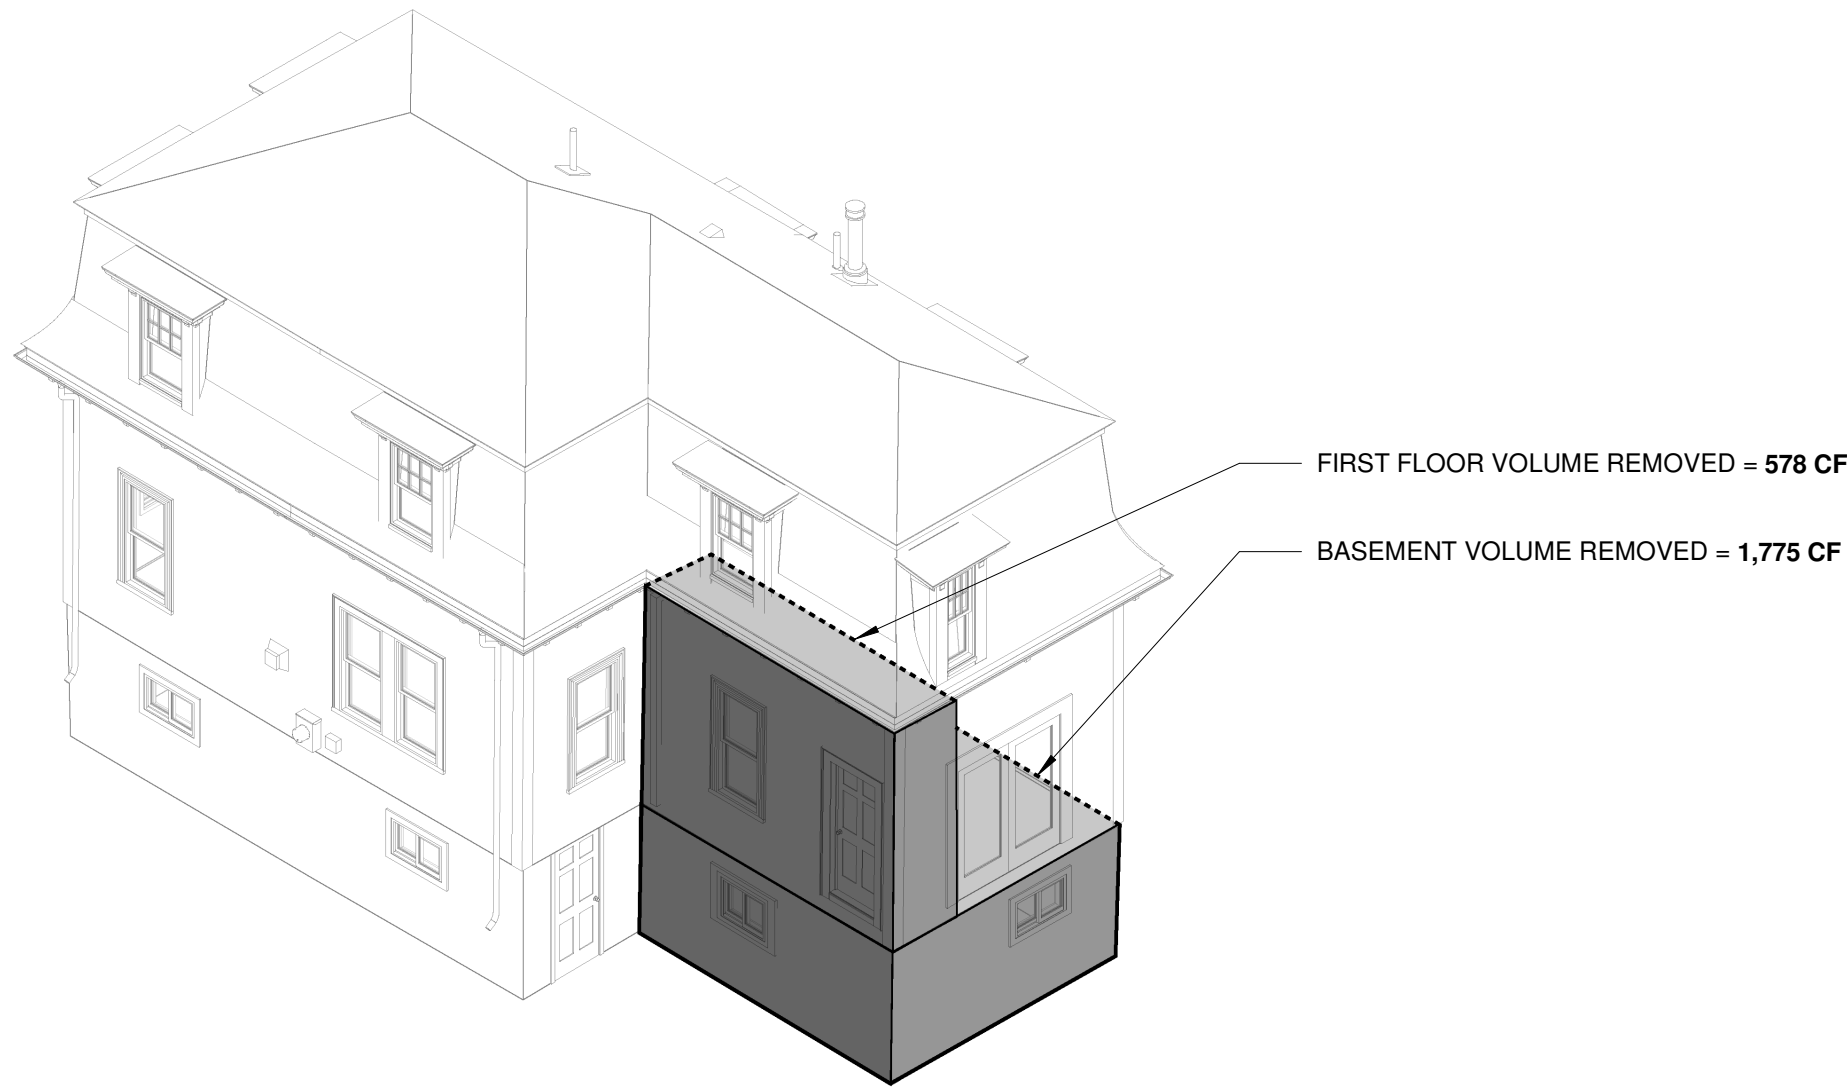 FIRST FLOOR VOLUME REMOVED = 578 CF
BASEMENT VOLUME REMOVED = 1,775 CF